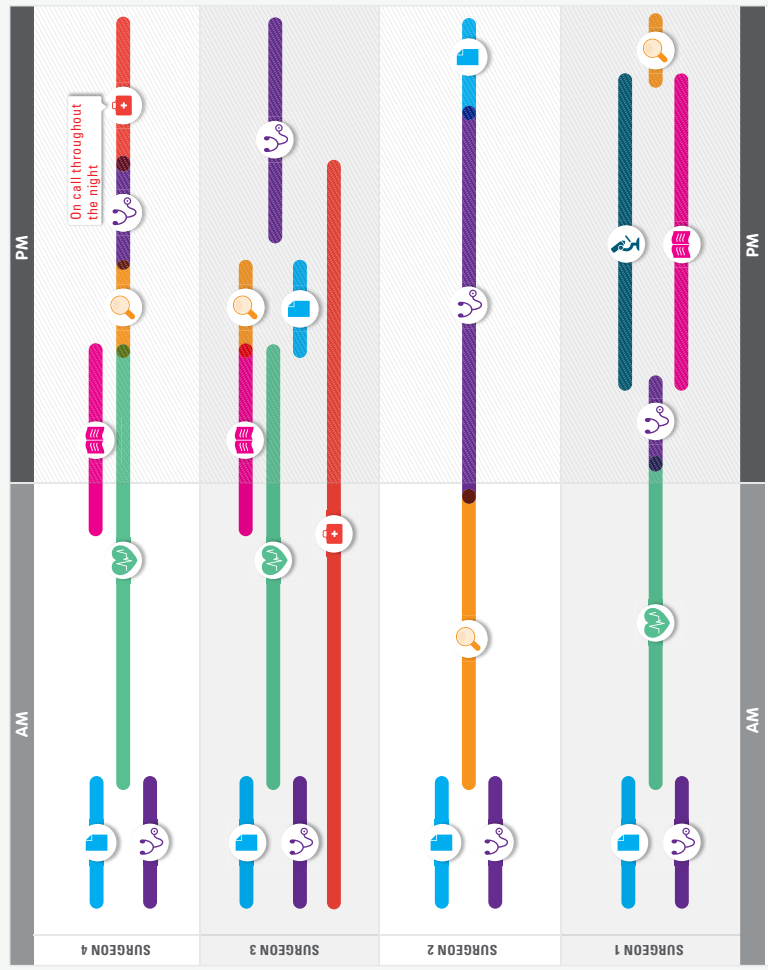 AM
PM
SURGEON 4
On call throughout
the night
SURGEON 3
SURGEON 2
SURGEON 1
AM
PM